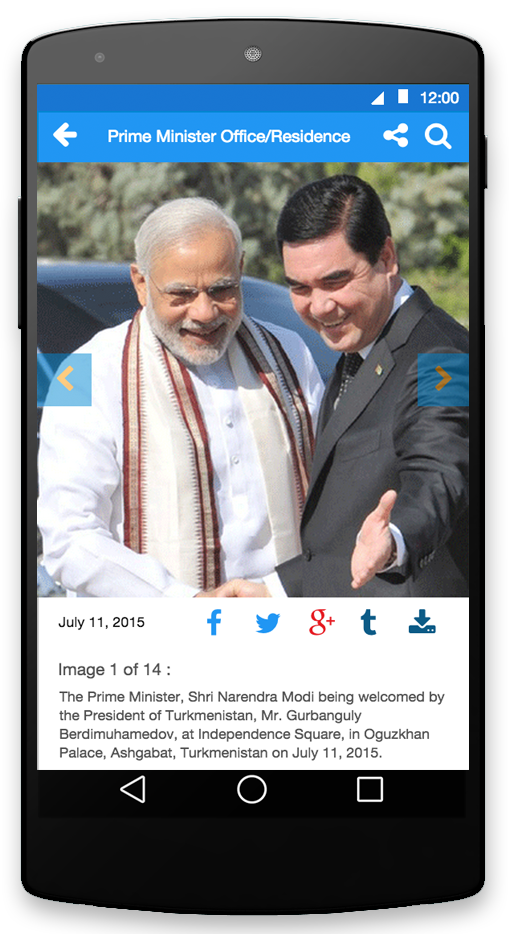 12:00
Prime Minister Office/Residence
July 11, 2015
Image 1 of 14 :
The Prime Minister, Shri Narendra Modi being welcomed by
the President of Turkmenistan, Mr. Gurbanguly
Berdimuhamedov, at Independence Square, in Oguzkhan
Palace, Ashgabat, Turkmenistan on July 11, 2015.